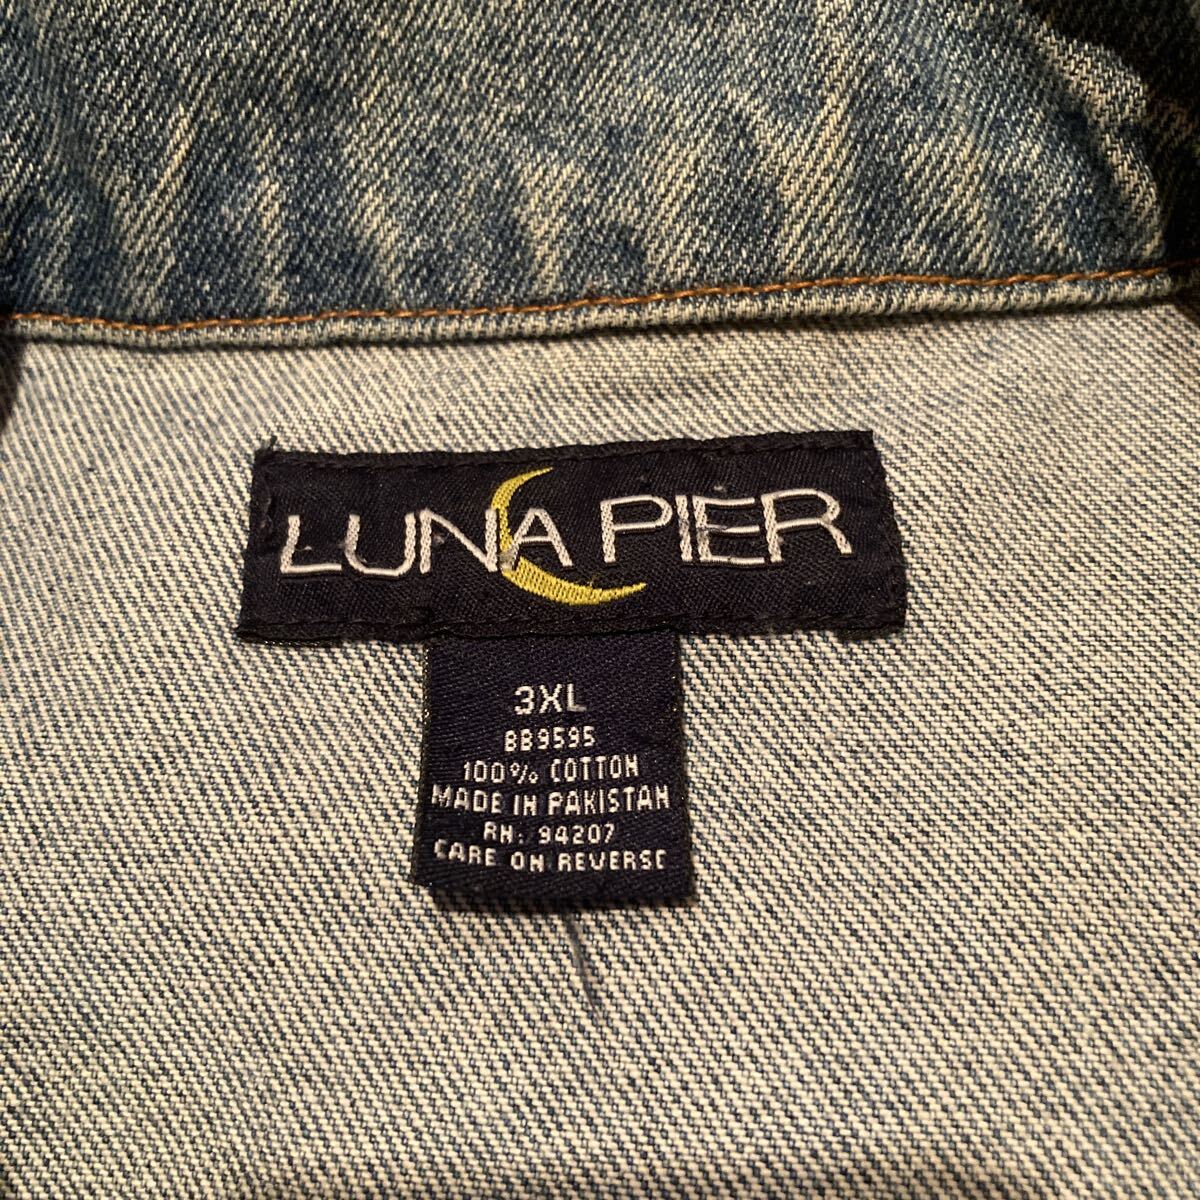 LUNA PIER
3XL
BB9595
100% COTTON
MADE IN PAKISTAN
RN: 94207
CARE ON REVERSE